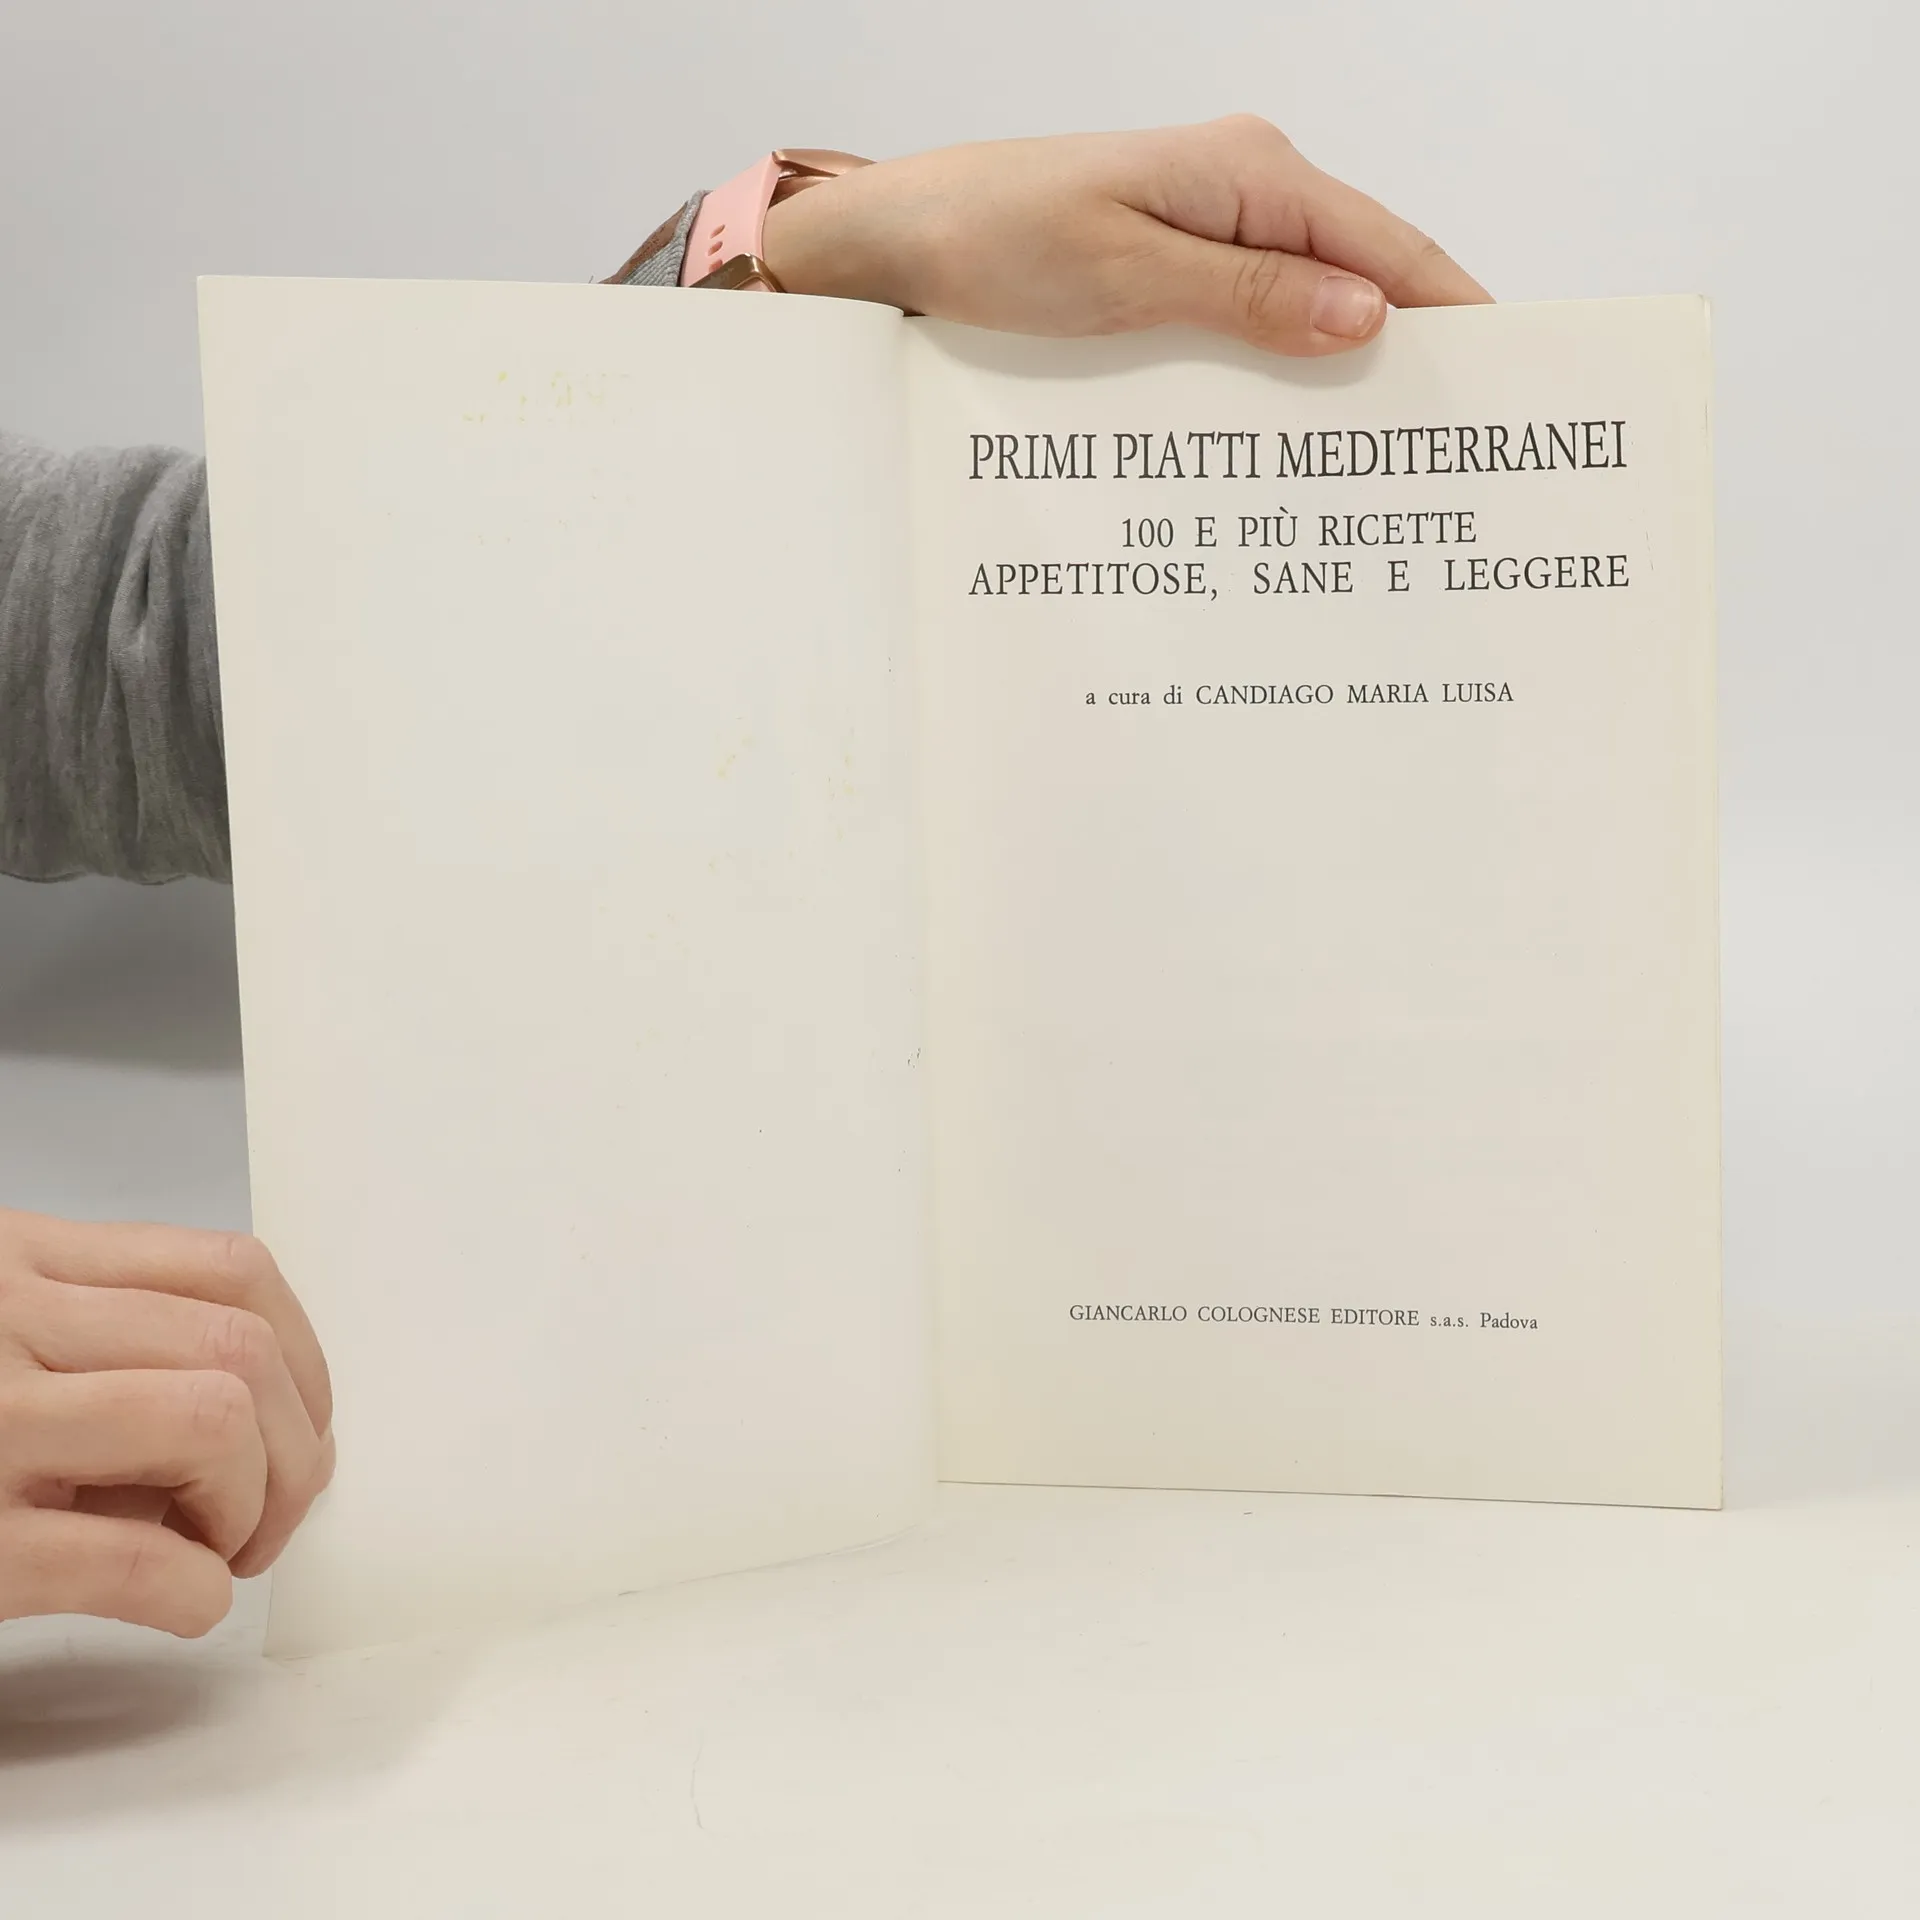 PRIMI PIATTI MEDITERRANEI
100 E PIÙ RICETTE
APPETITOSE, SANE E LEGGERE
a cura di CANDIAGO MARIA LUISA
GIANCARLO COLOGNESE EDITORE s.a.s. Padova